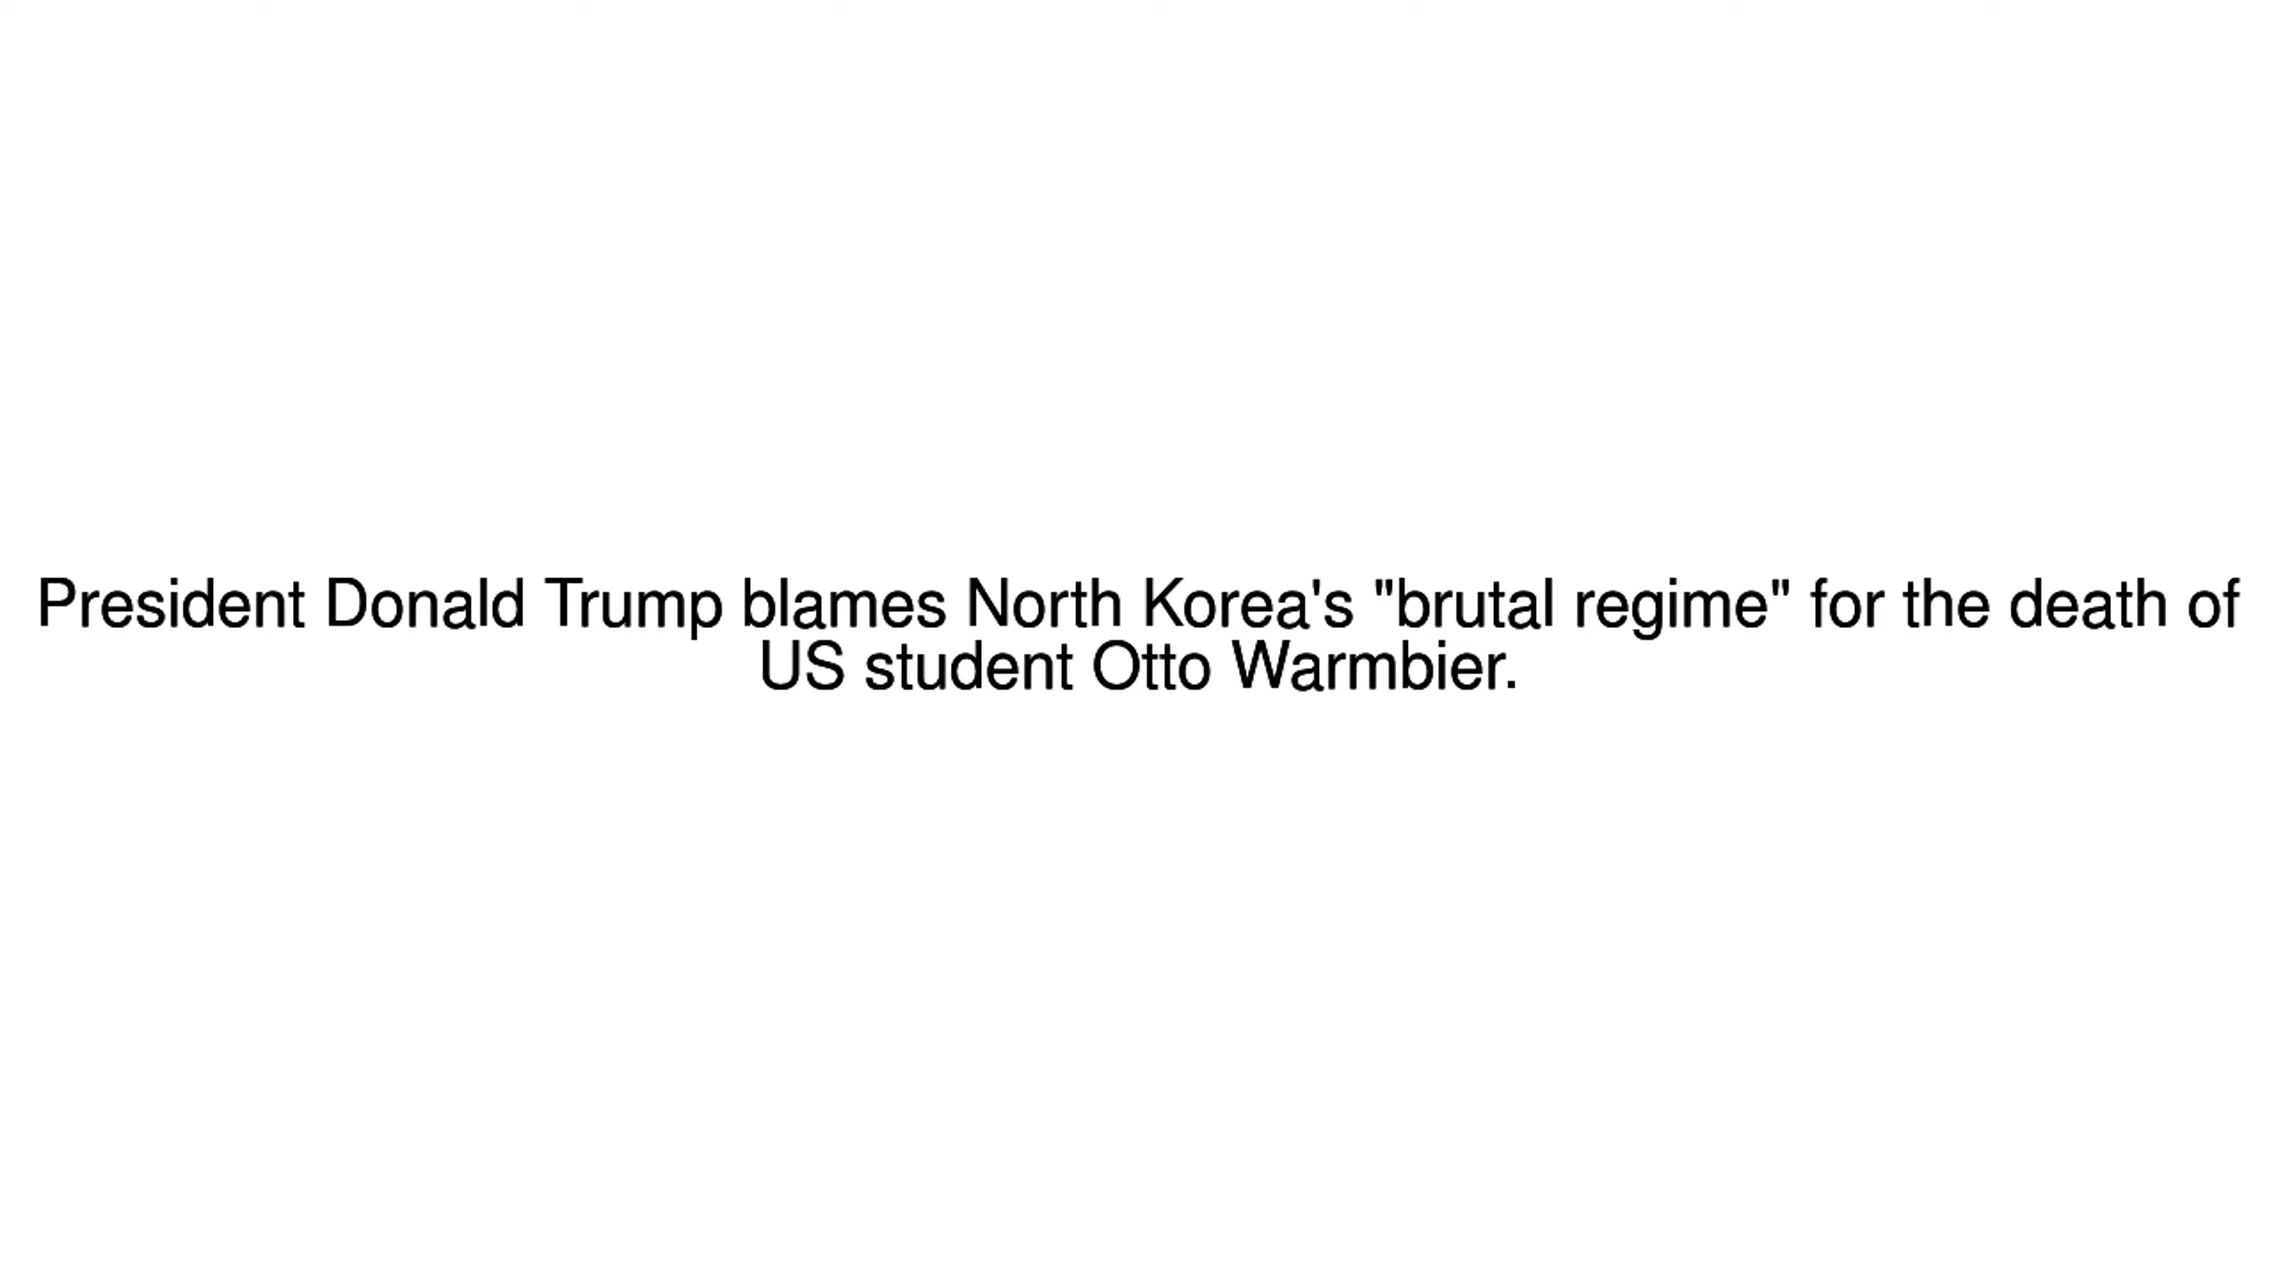 President Donald Trump blames North Korea's "brutal regime" for the death of
US student Otto Warmbier.